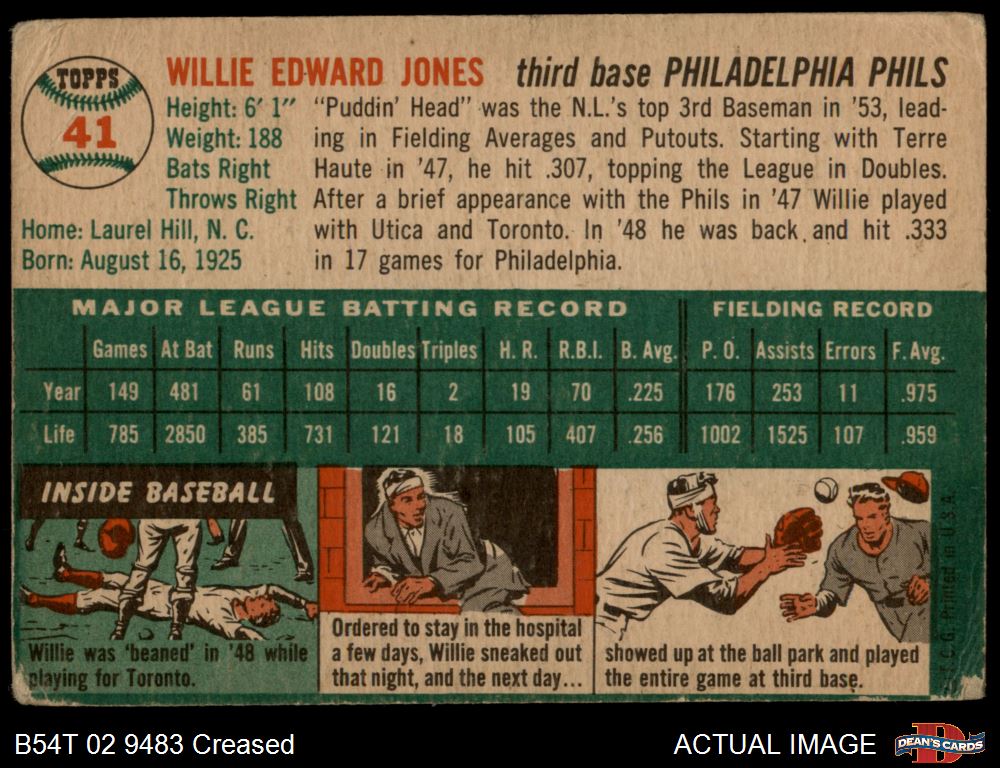 TOPPS
41
WILLIE EDWARD JONES third base PHILADELPHIA PHILS
Height: 6' 1"
Weight: 188
Bats Right
Throws Right
Home: Laurel Hill, N. C.
Born: August 16, 1925
"Puddin' Head" was the N.L.'s top 3rd Baseman in '53, lead-
ing in Fielding Averages and Putouts. Starting with Terre
Haute in '47, he hit .307, topping the League in Doubles.
After a brief appearance with the Phils in '47 Willie played
with Utica and Toronto. In '48 he was back and hit .333
in 17 games for Philadelphia.
MAJOR LEAGUE BATTING RECORD FIELDING RECORD
Games At Bat Runs Hits Doubles Triples H. R. R.B.I. B. Avg. P. O. Assists Errors F. Avg.
Year 149 481 61 108 16 2 19 70 .225 176 253 11 .975
Life 785 2850 385 731 121 18 105 407 .256 1002 1525 107 .959
INSIDE BASEBALL
Willie was 'beaned' in '48 while
playing for Toronto.
Ordered to stay in the hospital
a few days, Willie sneaked out
that night, and the next day...
showed up at the ball park and played
the entire game at third base.
T.C.G. Printed in U.S.A.
B54T 02 9483 Creased
ACTUAL IMAGE
DEAN'S CARDS